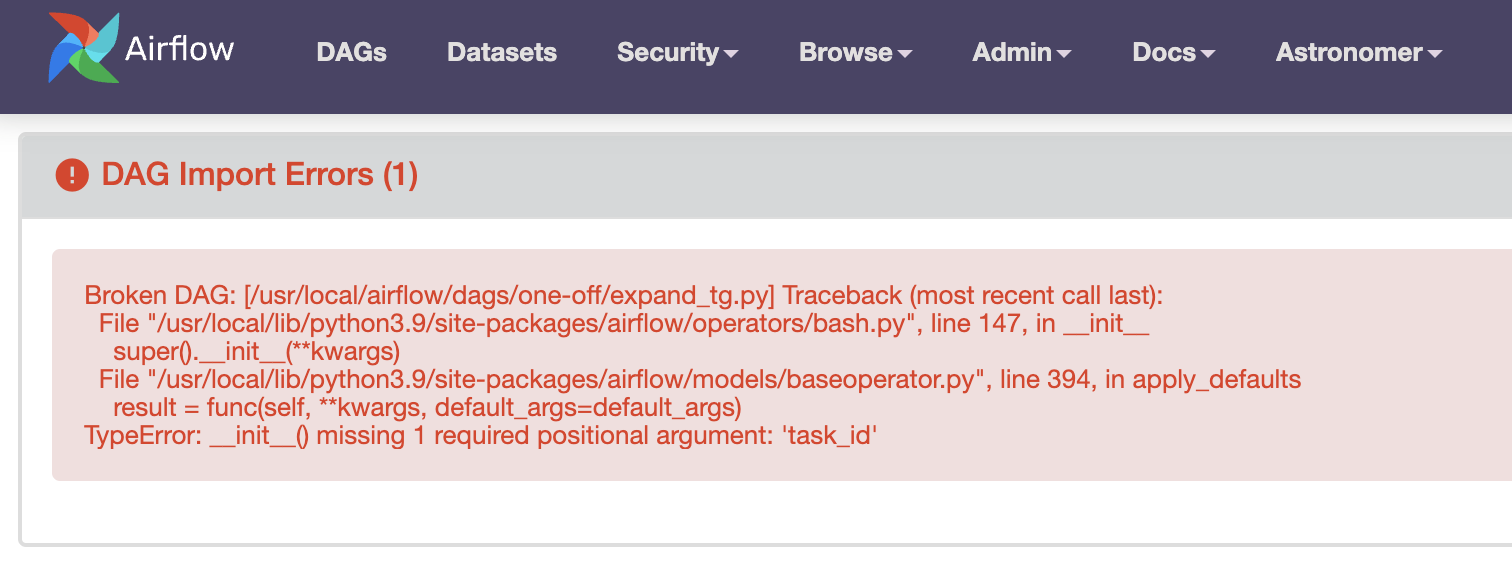 Airflow DAGs Datasets Security Browse Admin Docs Astronomer
DAG Import Errors (1)
Broken DAG: [/usr/local/airflow/dags/one-off/expand_tg.py] Traceback (most recent call last):
File "/usr/local/lib/python3.9/site-packages/airflow/operators/bash.py", line 147, in __init__
super().__init__(**kwargs)
File "/usr/local/lib/python3.9/site-packages/airflow/models/baseoperator.py", line 394, in apply_defaults
result = func(self, **kwargs, default_args=default_args)
TypeError: __init__() missing 1 required positional argument: 'task_id'